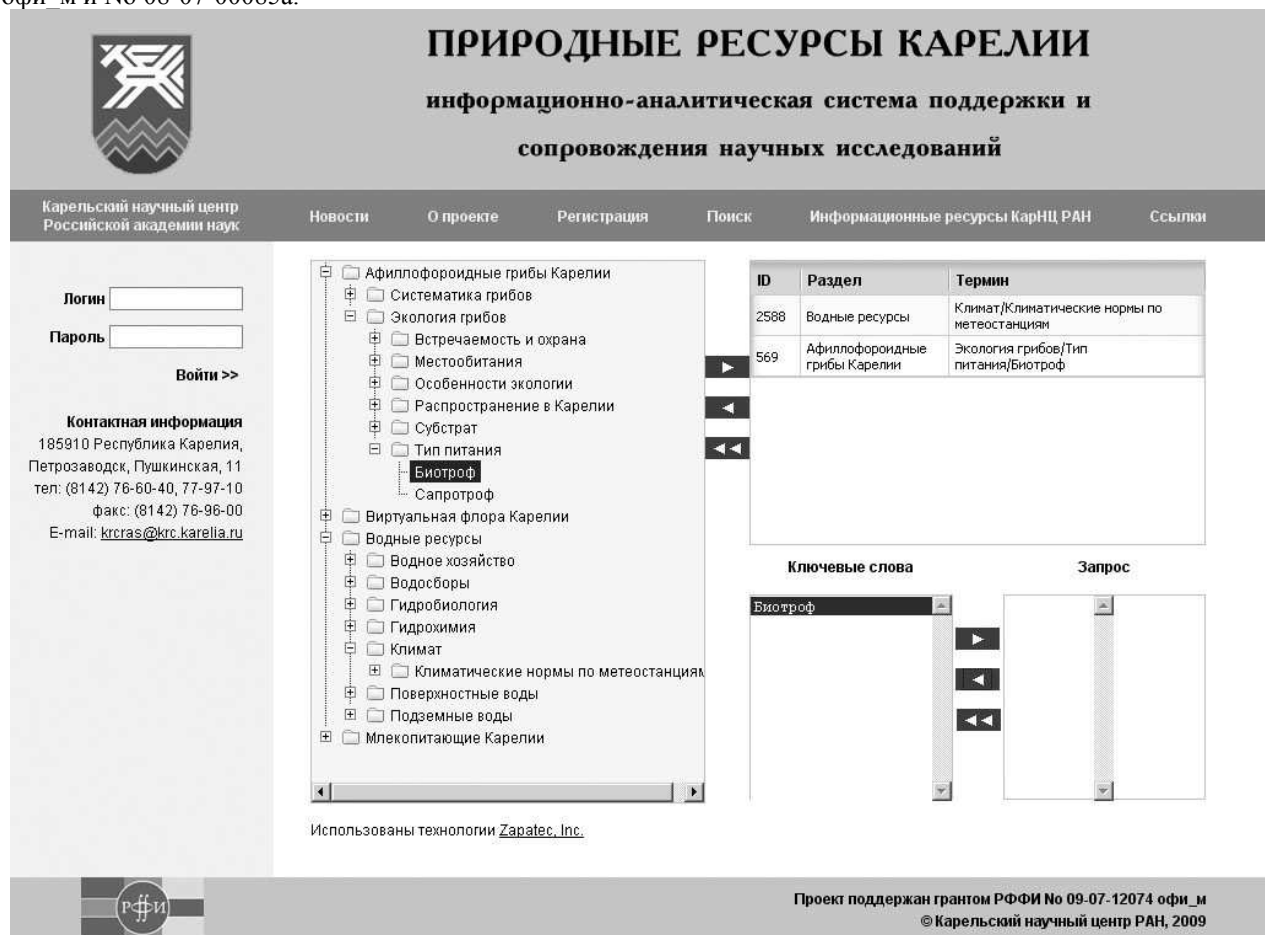 офи_м и No 08-07-00085а.
ПРИРОДНЫЕ РЕСУРСЫ КАРЕЛИИ
информационно-аналитическая система поддержки и
сопровождения научных исследований
Карельский научный центр
Российской академии наук
Новости О проекте Регистрация Поиск Информационные ресурсы КарНЦ РАН Ссылки
Логин
Пароль
Войти >>
Контактная информация
185910 Республика Карелия,
Петрозаводск, Пушкинская, 11
тел: (8142) 76-60-40, 77-97-10
факс: (8142) 76-96-00
E-mail: krcras@krc.karelia.ru
Афиллофороидные грибы Карелии
Систематика грибов
Экология грибов
Встречаемость и охрана
Местообитания
Особенности экологии
Распространение в Карелии
Субстрат
Тип питания
Биотроф
Сапротроф
Виртуальная флора Карелии
Водные ресурсы
Водное хозяйство
Водосборы
Гидробиология
Гидрохимия
Климат
Климатические нормы по метеостанциям
Поверхностные воды
Подземные воды
Млекопитающие Карелии
ID Раздел Термин
2588 Водные ресурсы Климат/Климатические нормы по
метеостанциям
569 Афиллофороидные
грибы Карелии
Экология грибов/Тип
питания/Биотроф
Ключевые слова Запрос
Биотроф
Использованы технологии Zapatec, Inc.
РФФИ
Проект поддержан грантом РФФИ No 09-07-12074 офи_м
© Карельский научный центр РАН, 2009